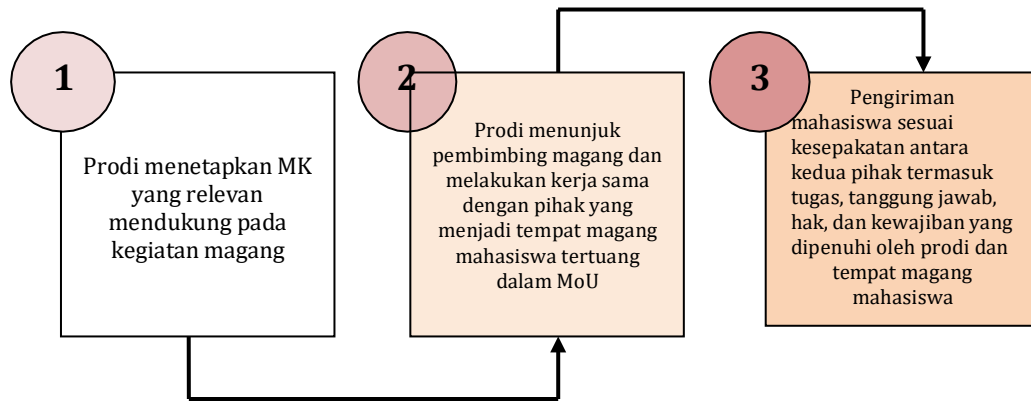 1
Prodi menetapkan MK
yang relevan
mendukung pada
kegiatan magang
2
Prodi menunjuk
pembimbing magang dan
melakukan kerja sama
dengan pihak yang
menjadi tempat magang
mahasiswa tertuang
dalam MoU
3
Pengiriman
mahasiswa sesuai
kesepakatan antara
kedua pihak termasuk
tugas, tanggung jawab,
hak, dan kewajiban yang
dipenuhi oleh prodi dan
tempat magang
mahasiswa